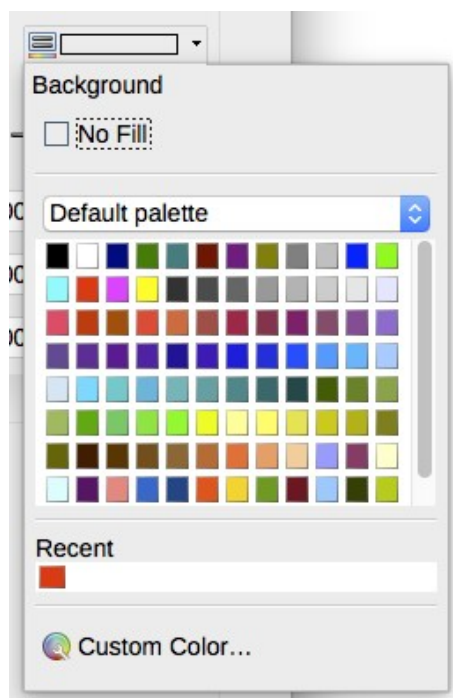 Background
No Fill
Default palette
Recent
Custom Color…